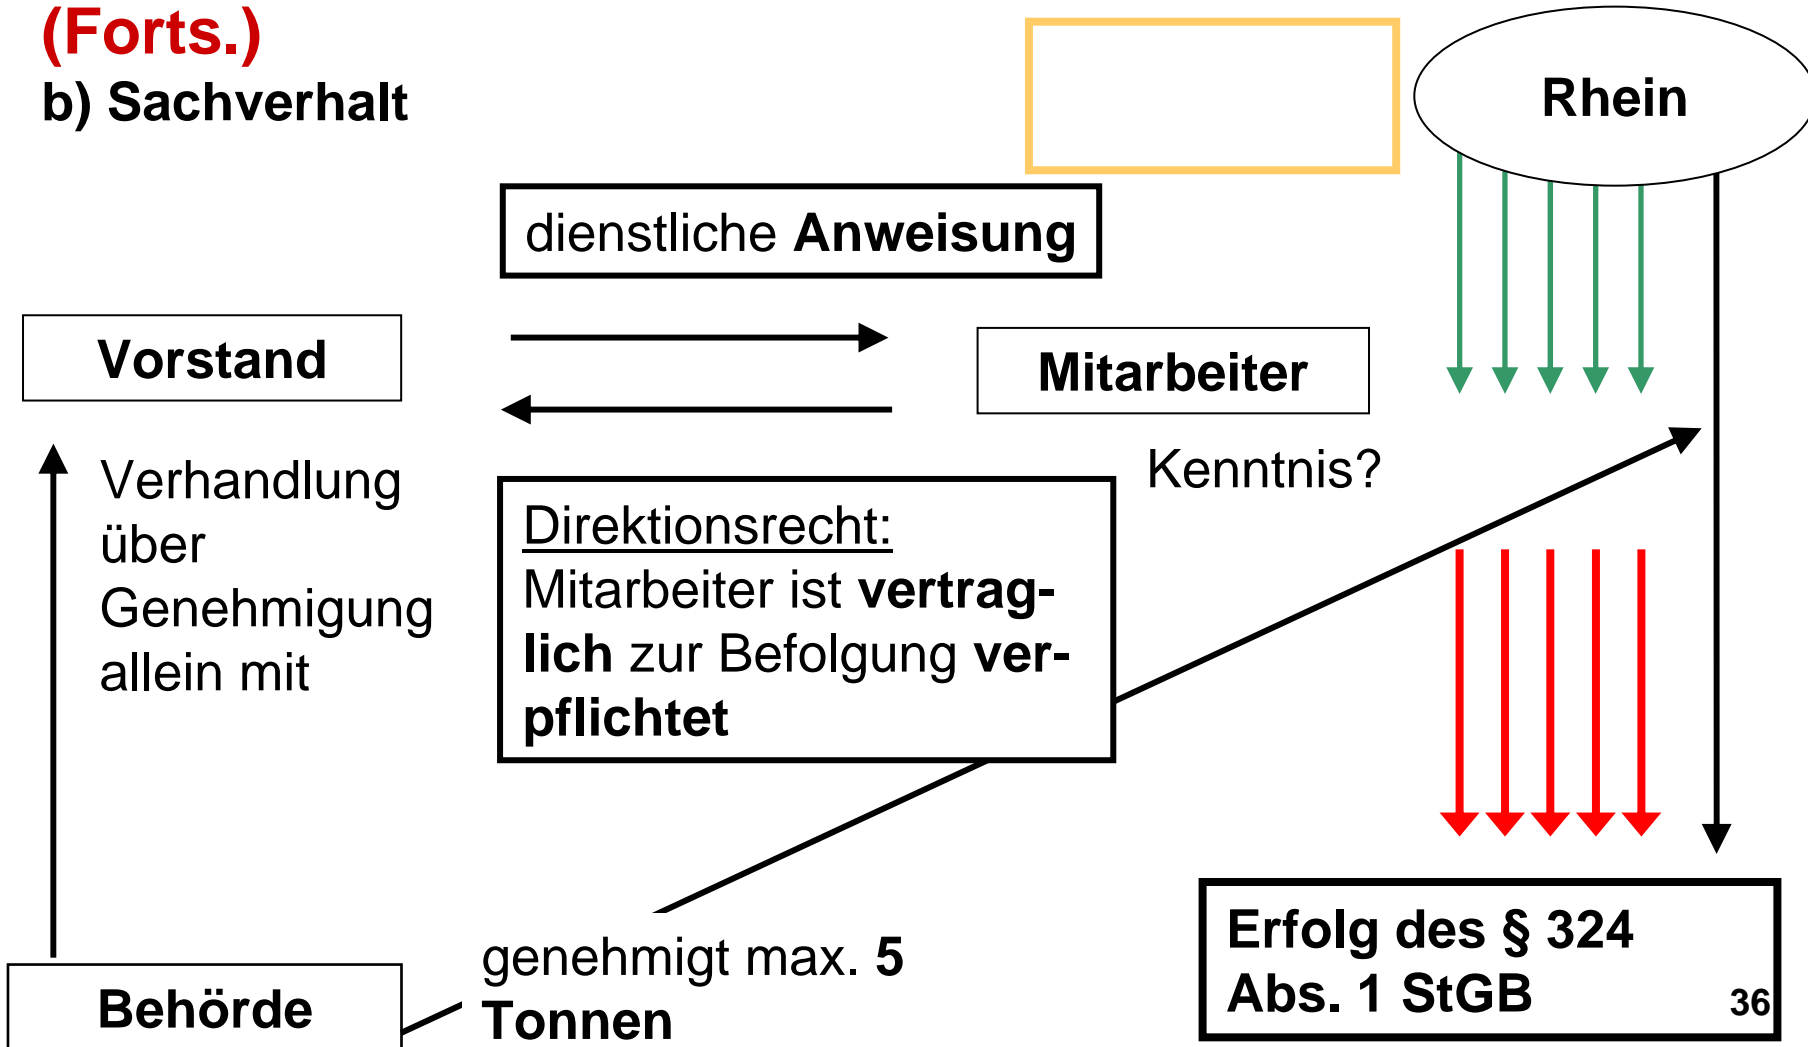 (Forts.)
b) Sachverhalt
Rhein
dienstliche Anweisung
Vorstand
Mitarbeiter
Kenntnis?
Verhandlung
über
Genehmigung
allein mit
Direktionsrecht:
Mitarbeiter ist vertrag-
lich zur Befolgung ver-
pflichtet
genehmigt max. 5
Tonnen
Behörde
Erfolg des § 324
Abs. 1 StGB
36